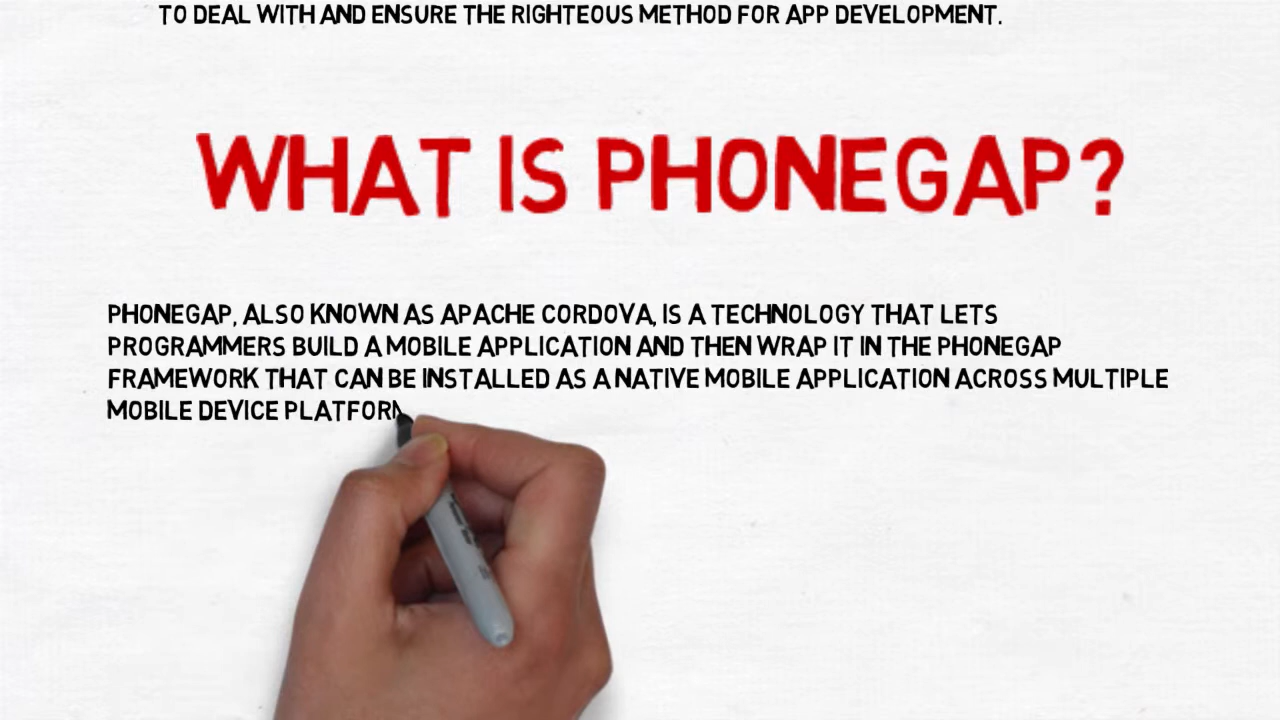 TO DEAL WITH AND ENSURE THE RIGHTEOUS METHOD FOR APP DEVELOPMENT.
WHAT IS PHONEGAP?
PHONEGAP, ALSO KNOWN AS APACHE CORDOVA, IS A TECHNOLOGY THAT LETS
PROGRAMMERS BUILD A MOBILE APPLICATION AND THEN WRAP IT IN THE PHONEGAP
FRAMEWORK THAT CAN BE INSTALLED AS A NATIVE MOBILE APPLICATION ACROSS MULTIPLE
MOBILE DEVICE PLATFOR